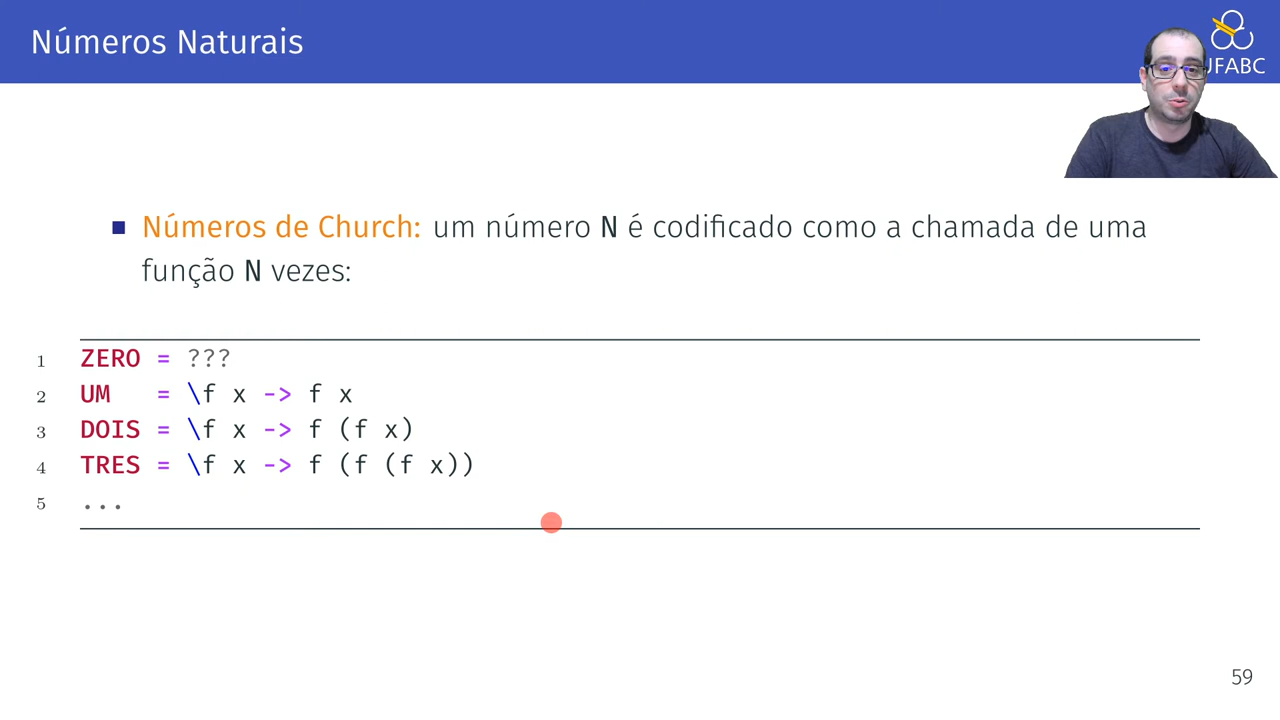 Números Naturais
UFABC
Números de Church: um número N é codificado como a chamada de uma
função N vezes:
1 ZERO = ???
2 UM = \f x -> f x
3 DOIS = \f x -> f (f x)
4 TRES = \f x -> f (f (f x))
5 ...
59